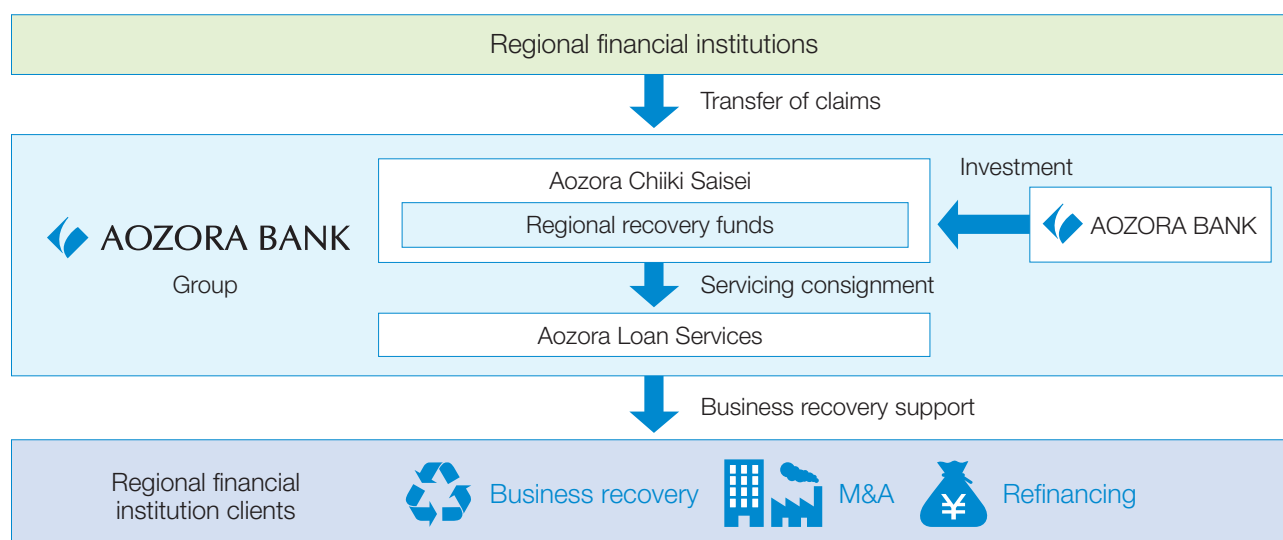 Regional financial institutions
Transfer of claims
Aozora Chiiki Saisei
Regional recovery funds
Investment
AOZORA BANK
Group
AOZORA BANK
Servicing consignment
Aozora Loan Services
Business recovery support
Regional financial
institution clients
Business recovery
M&A
¥
Refinancing